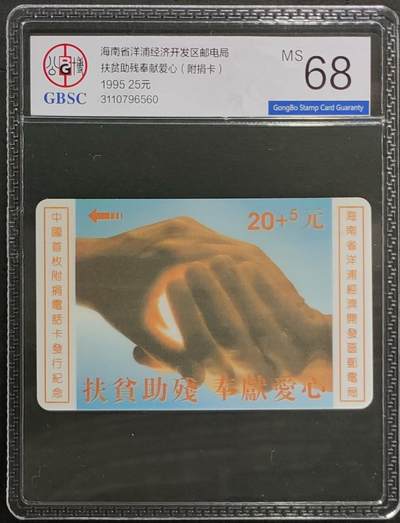 公 G 博
GBSC
海南省洋浦经济开发区邮电局
扶贫助残奉献爱心(附捐卡)
1995 25元
3110796560
MS 68
GongBo Stamp Card Guaranty
20+5 元
中國首枚附捐電話卡發行紀念
海南省洋浦經濟開發區郵電局
扶貧助殘 奉獻愛心